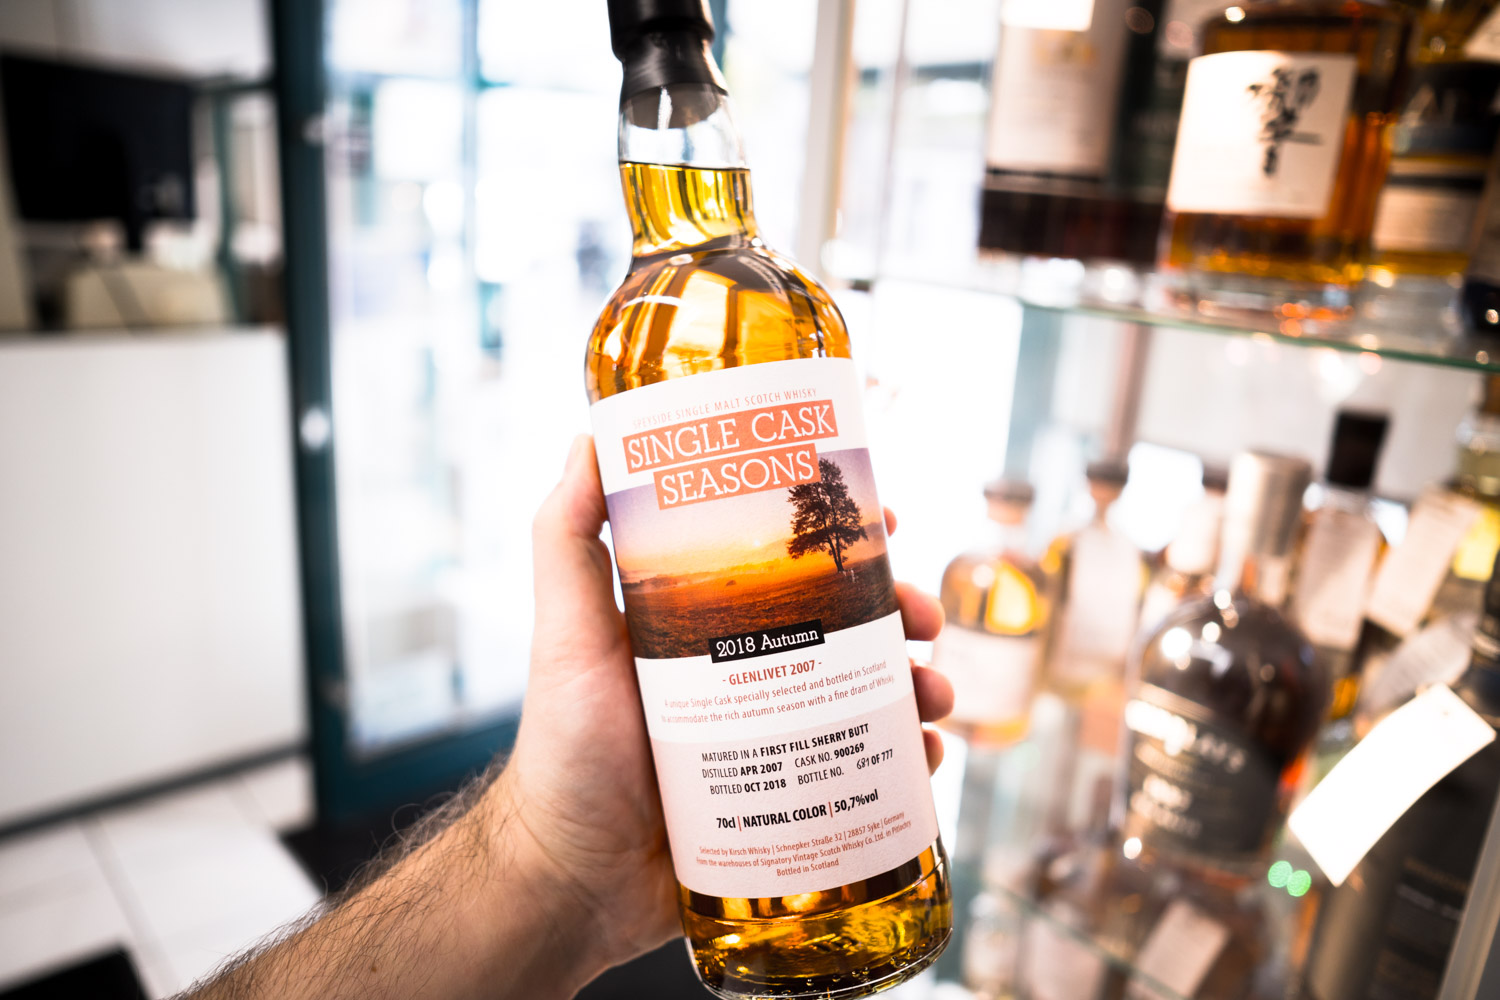 SPEYSIDE SINGLE MALT SCOTCH WHISKY
SINGLE CASK
SEASONS
2018 Autumn
- GLENLIVET 2007 -
A unique Single Cask specially selected and bottled in Scotland
to accommodate the rich autumn season with a fine dram of Whisky.
MATURED IN A FIRST FILL SHERRY BUTT
DISTILLED APR 2007 CASK NO. 900269
BOTTLED OCT 2018 BOTTLE NO. 681 OF 777
70cl | NATURAL COLOR | 50,7%vol
Selected by Kirsch Whisky | Schnepker Straße 32 | 28857 Syke | Germany
From the warehouses of Signatory Vintage Scotch Whisky Co. Ltd. in Pitlochry
Bottled in Scotland
響